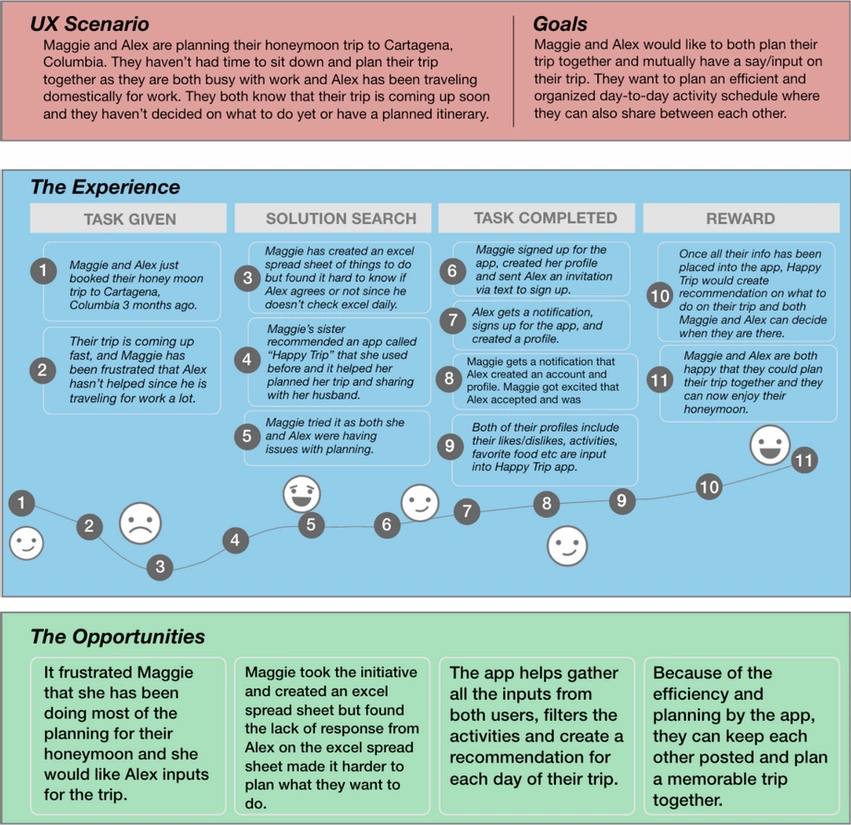 UX Scenario
Maggie and Alex are planning their honeymoon trip to Cartagena,
Columbia. They haven't had time to sit down and plan their trip
together as they are both busy with work and Alex has been traveling
domestically for work. They both know that their trip is coming up soon
and they haven't decided on what to do yet or have a planned itinerary.
Goals
Maggie and Alex would like to both plan their
trip together and mutually have a say/input on
their trip. They want to plan an efficient and
organized day-to-day activity schedule where
they can also share between each other.
The Experience
TASK GIVEN
1
Maggie and Alex just
booked their honey moon
trip to Cartagena,
Columbia 3 months ago.
2
Their trip is coming up
fast, and Maggie has
been frustrated that Alex
hasn't helped since he is
traveling for work a lot.
SOLUTION SEARCH
3
Maggie has created an excel
spread sheet of things to do
but found it hard to know if
Alex agrees or not since he
doesn't check excel daily.
4
Maggie's sister
recommended an app called
"Happy Trip" that she used
before and it helped her
planned her trip and sharing
with her husband.
5
Maggie tried it as both she
and Alex were having
issues with planning.
TASK COMPLETED
6
Maggie signed up for the
app, created her profile
and sent Alex an invitation
via text to sign up.
7
Alex gets a notification,
signs up for the app, and
created a profile.
8
Maggie gets a notification that
Alex created an account and
profile. Maggie got excited that
Alex accepted and was
9
Both of their profiles include
their likes/dislikes, activities,
favorite food etc are input
into Happy Trip app.
REWARD
10
Once all their info has been
placed into the app, Happy
Trip would create
recommendation on what to
do on their trip and both
Maggie and Alex can decide
when they are there.
11
Maggie and Alex are both
happy that they could plan
their trip together and they
can now enjoy their
honeymoon.
1
2
3
4
5
6
7
8
9
10
11
The Opportunities
It frustrated Maggie
that she has been
doing most of the
planning for their
honeymoon and she
would like Alex inputs
for the trip.
Maggie took the initiative
and created an excel
spread sheet but found
the lack of response from
Alex on the excel spread
sheet made it harder to
plan what they want to
do.
The app helps gather
all the inputs from
both users, filters the
activities and create a
recommendation for
each day of their trip.
Because of the
efficiency and
planning by the app,
they can keep each
other posted and plan
a memorable trip
together.